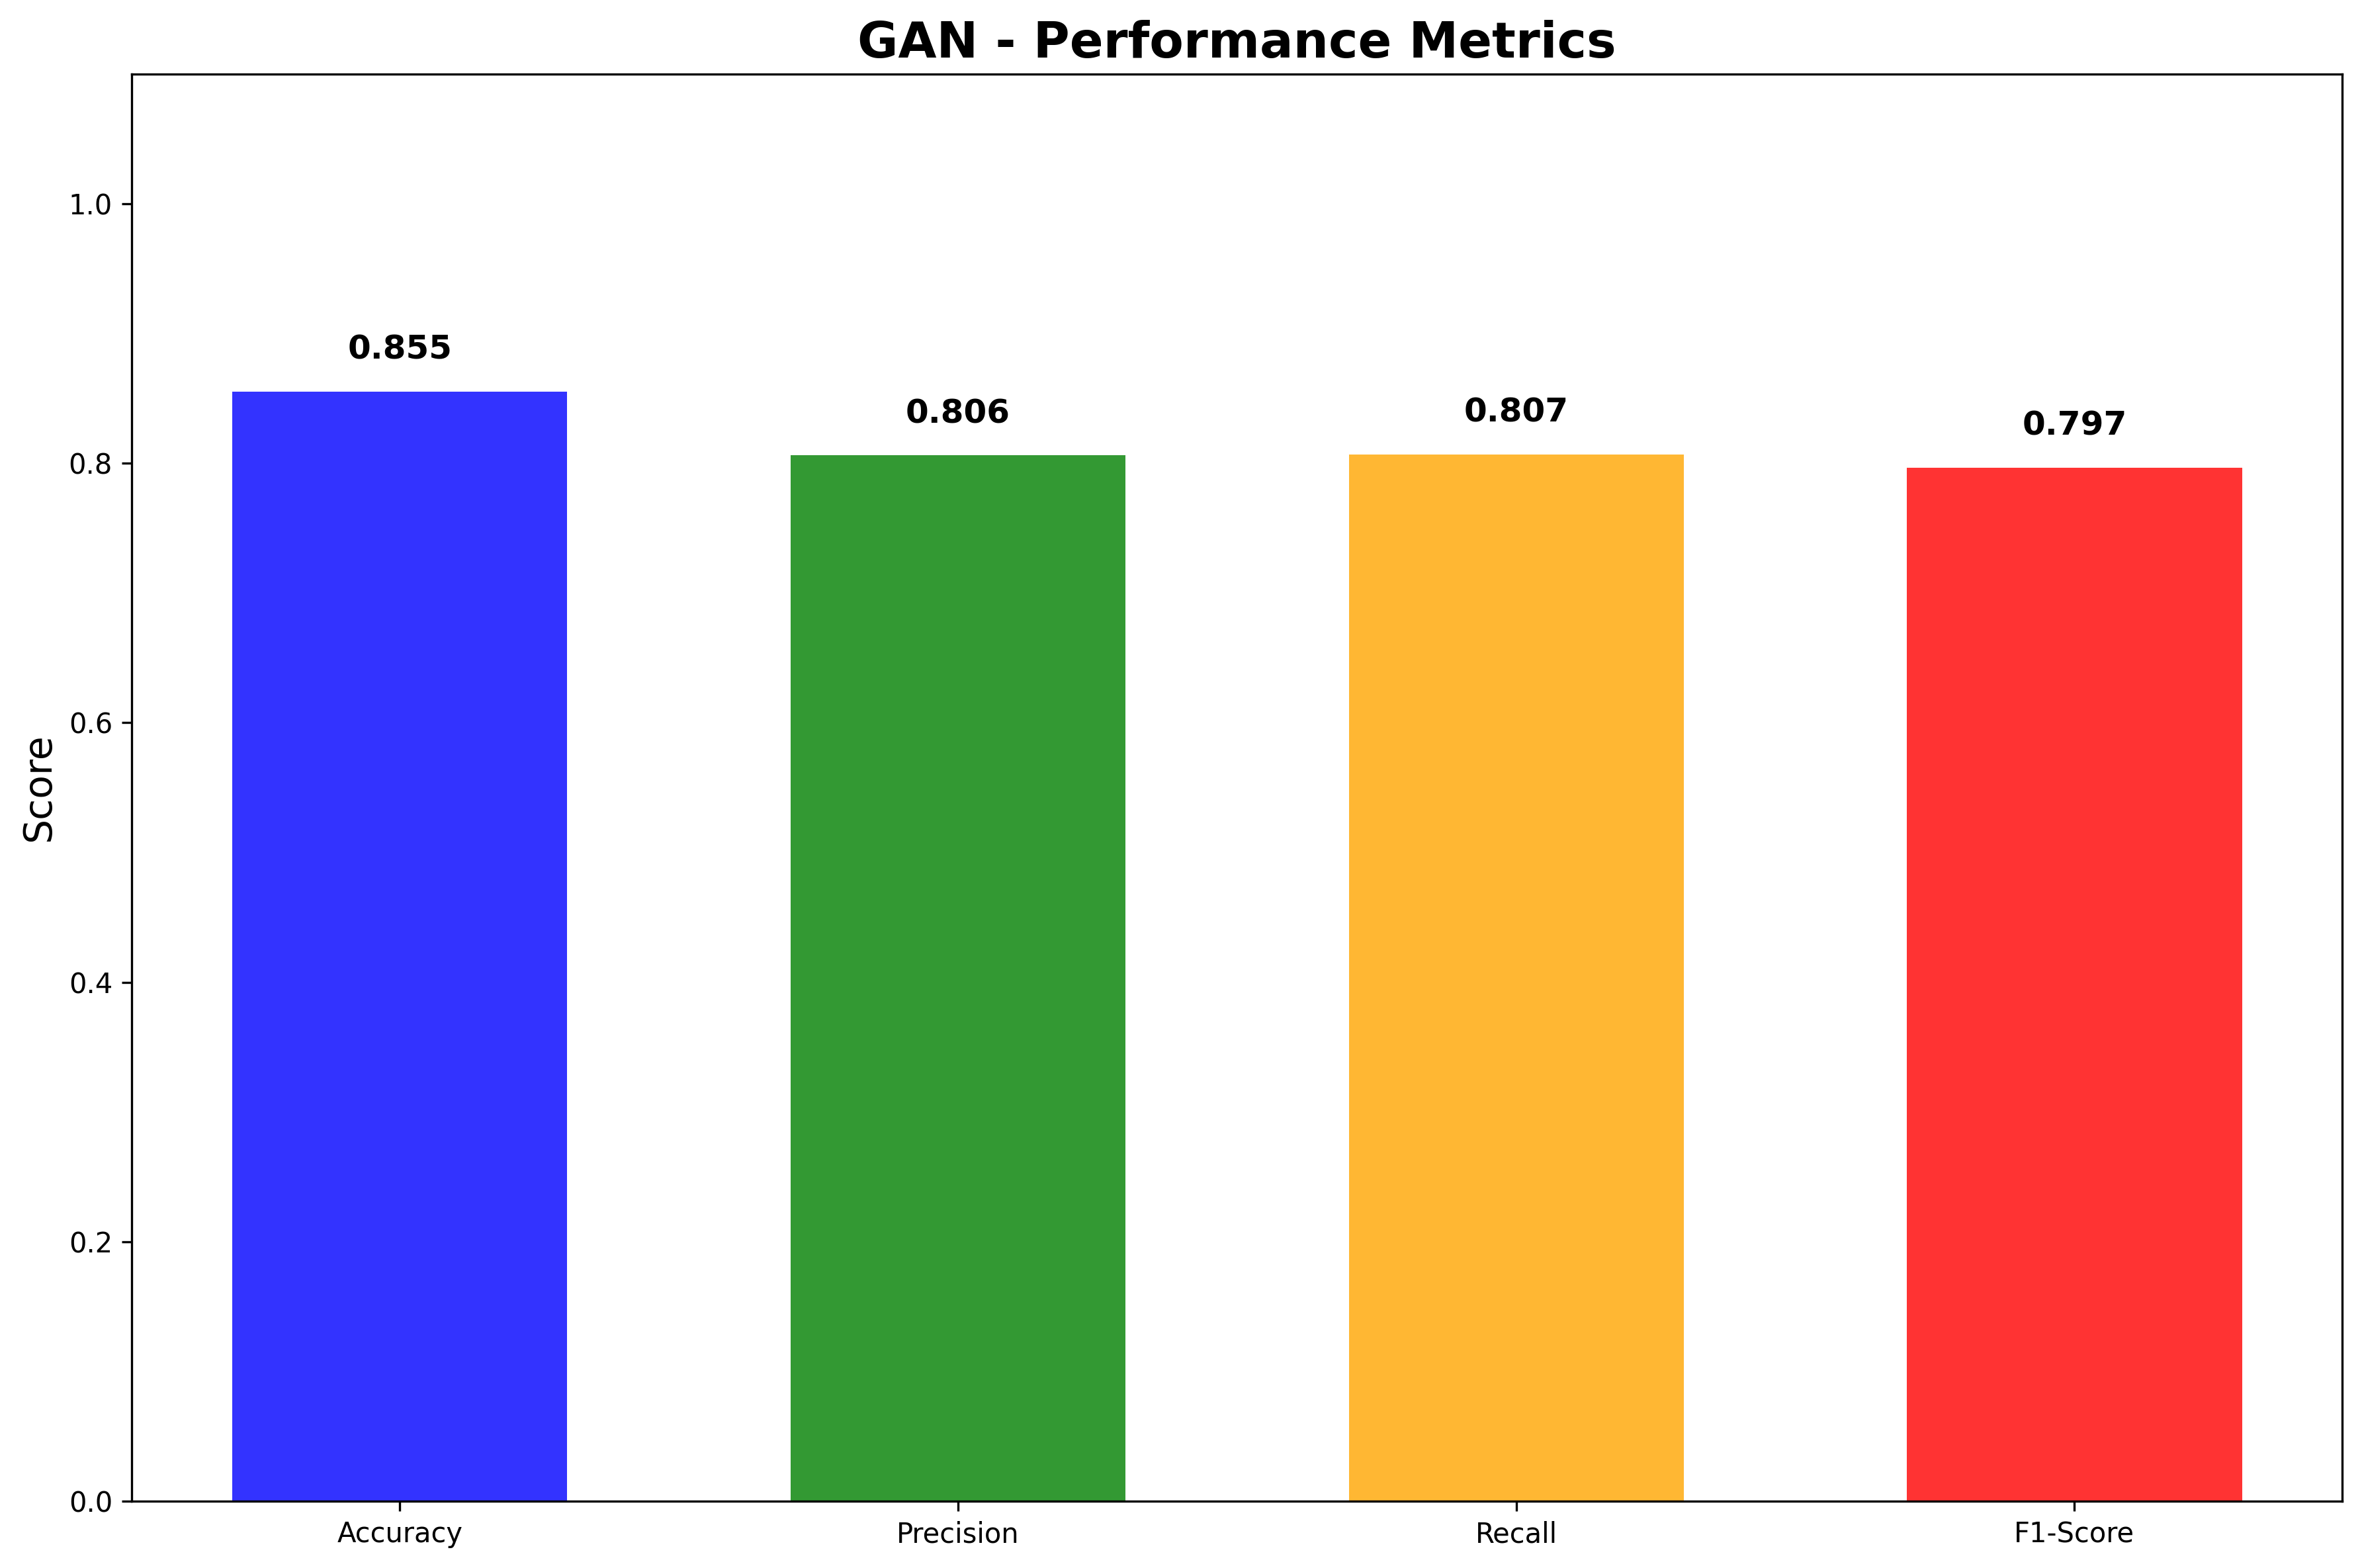 GAN - Performance Metrics
Score
1.0
0.8
0.6
0.4
0.2
0.0
0.855
0.806
0.807
0.797
Accuracy
Precision
Recall
F1-Score